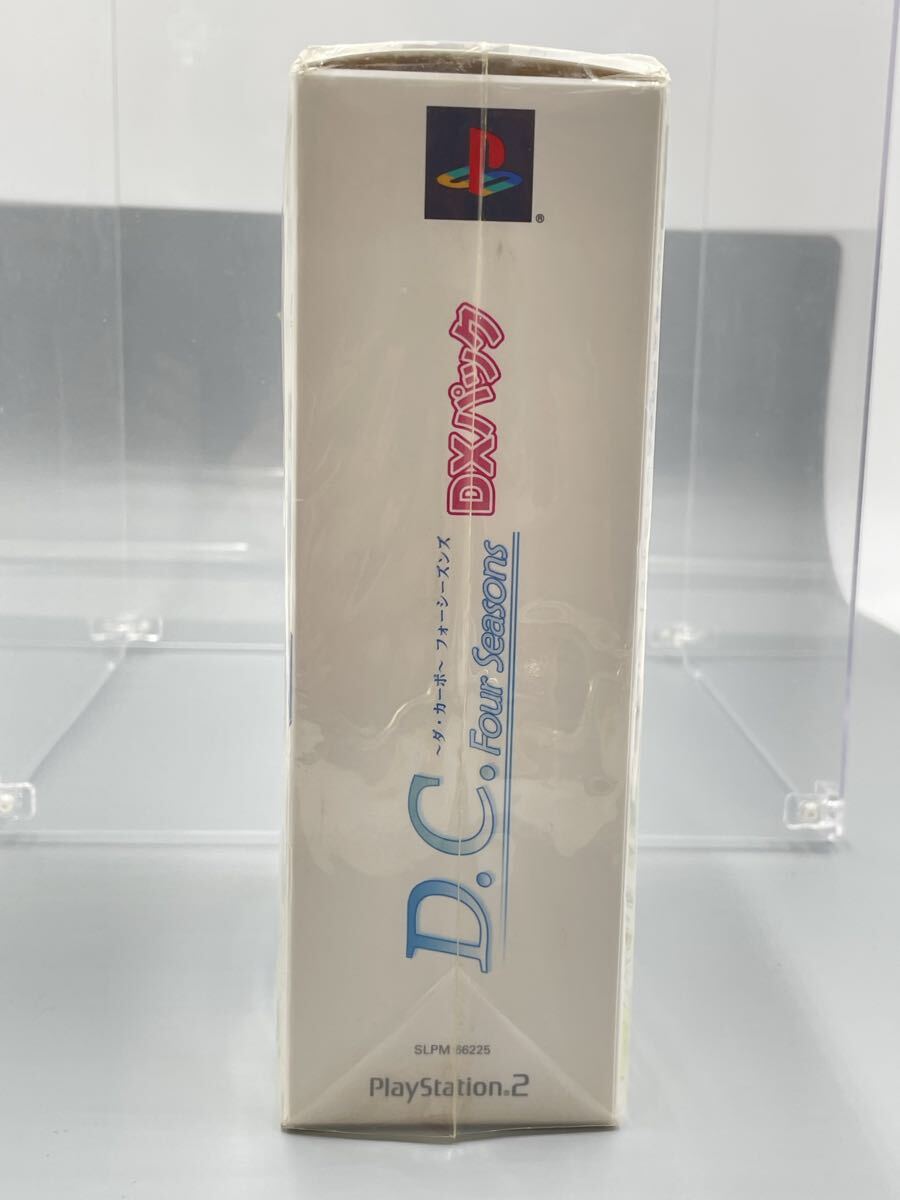 ®
DXパック
～ダ・カーポ～ フォーシーズンズ
D.C. Four Seasons
SLPM 66225
PlayStation.2